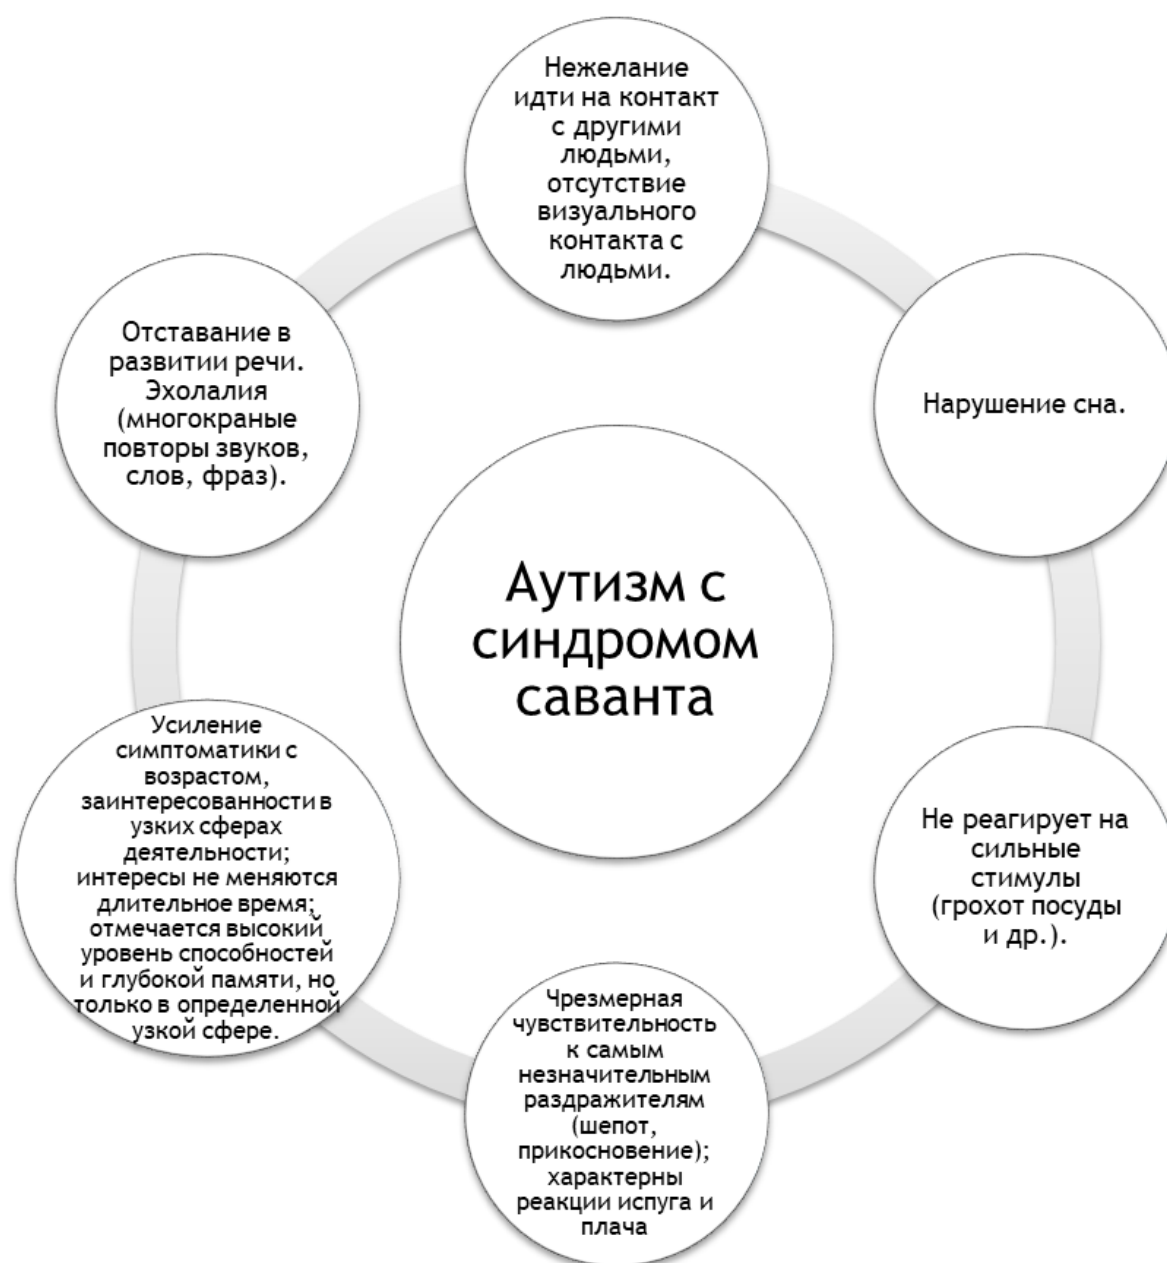 Нежелание
идти на контакт
с другими
людьми,
отсутствие
визуального
контакта с
людьми.
Нарушение сна.
Не реагирует на
сильные
стимулы
(грохот посуды
и др.).
Чрезмерная
чувствительность
к самым
незначительным
раздражителям
(шепот,
прикосновение);
характерны
реакции испуга и
плача
Усиление
симптоматики с
возрастом,
заинтересованности в
узких сферах
деятельности;
интересы не меняются
длительное время;
отмечается высокий
уровень способностей
и глубокой памяти, но
только в определенной
узкой сфере.
Отставание в
развитии речи.
Эхолалия
(многокраные
повторы звуков,
слов, фраз).
Аутизм с
синдромом
саванта